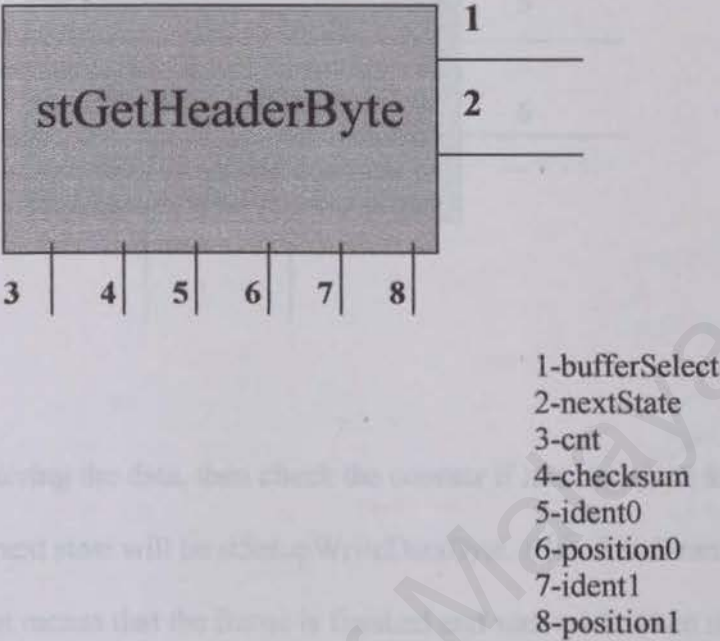 1
stGetHeaderByte 2
3 4 5 6 7 8
1-bufferSelect
2-nextState
3-cnt
4-checksum
5-ident0
6-position0
7-ident1
8-position1
Malaya